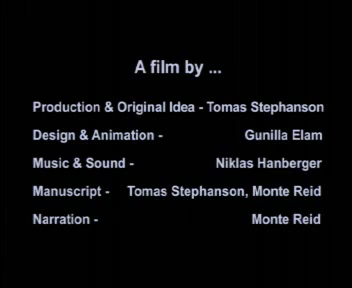 A film by ...
Production & Original Idea - Tomas Stephanson
Design & Animation - Gunilla Elam
Music & Sound - Niklas Hanberger
Manuscript - Tomas Stephanson, Monte Reid
Narration - Monte Reid